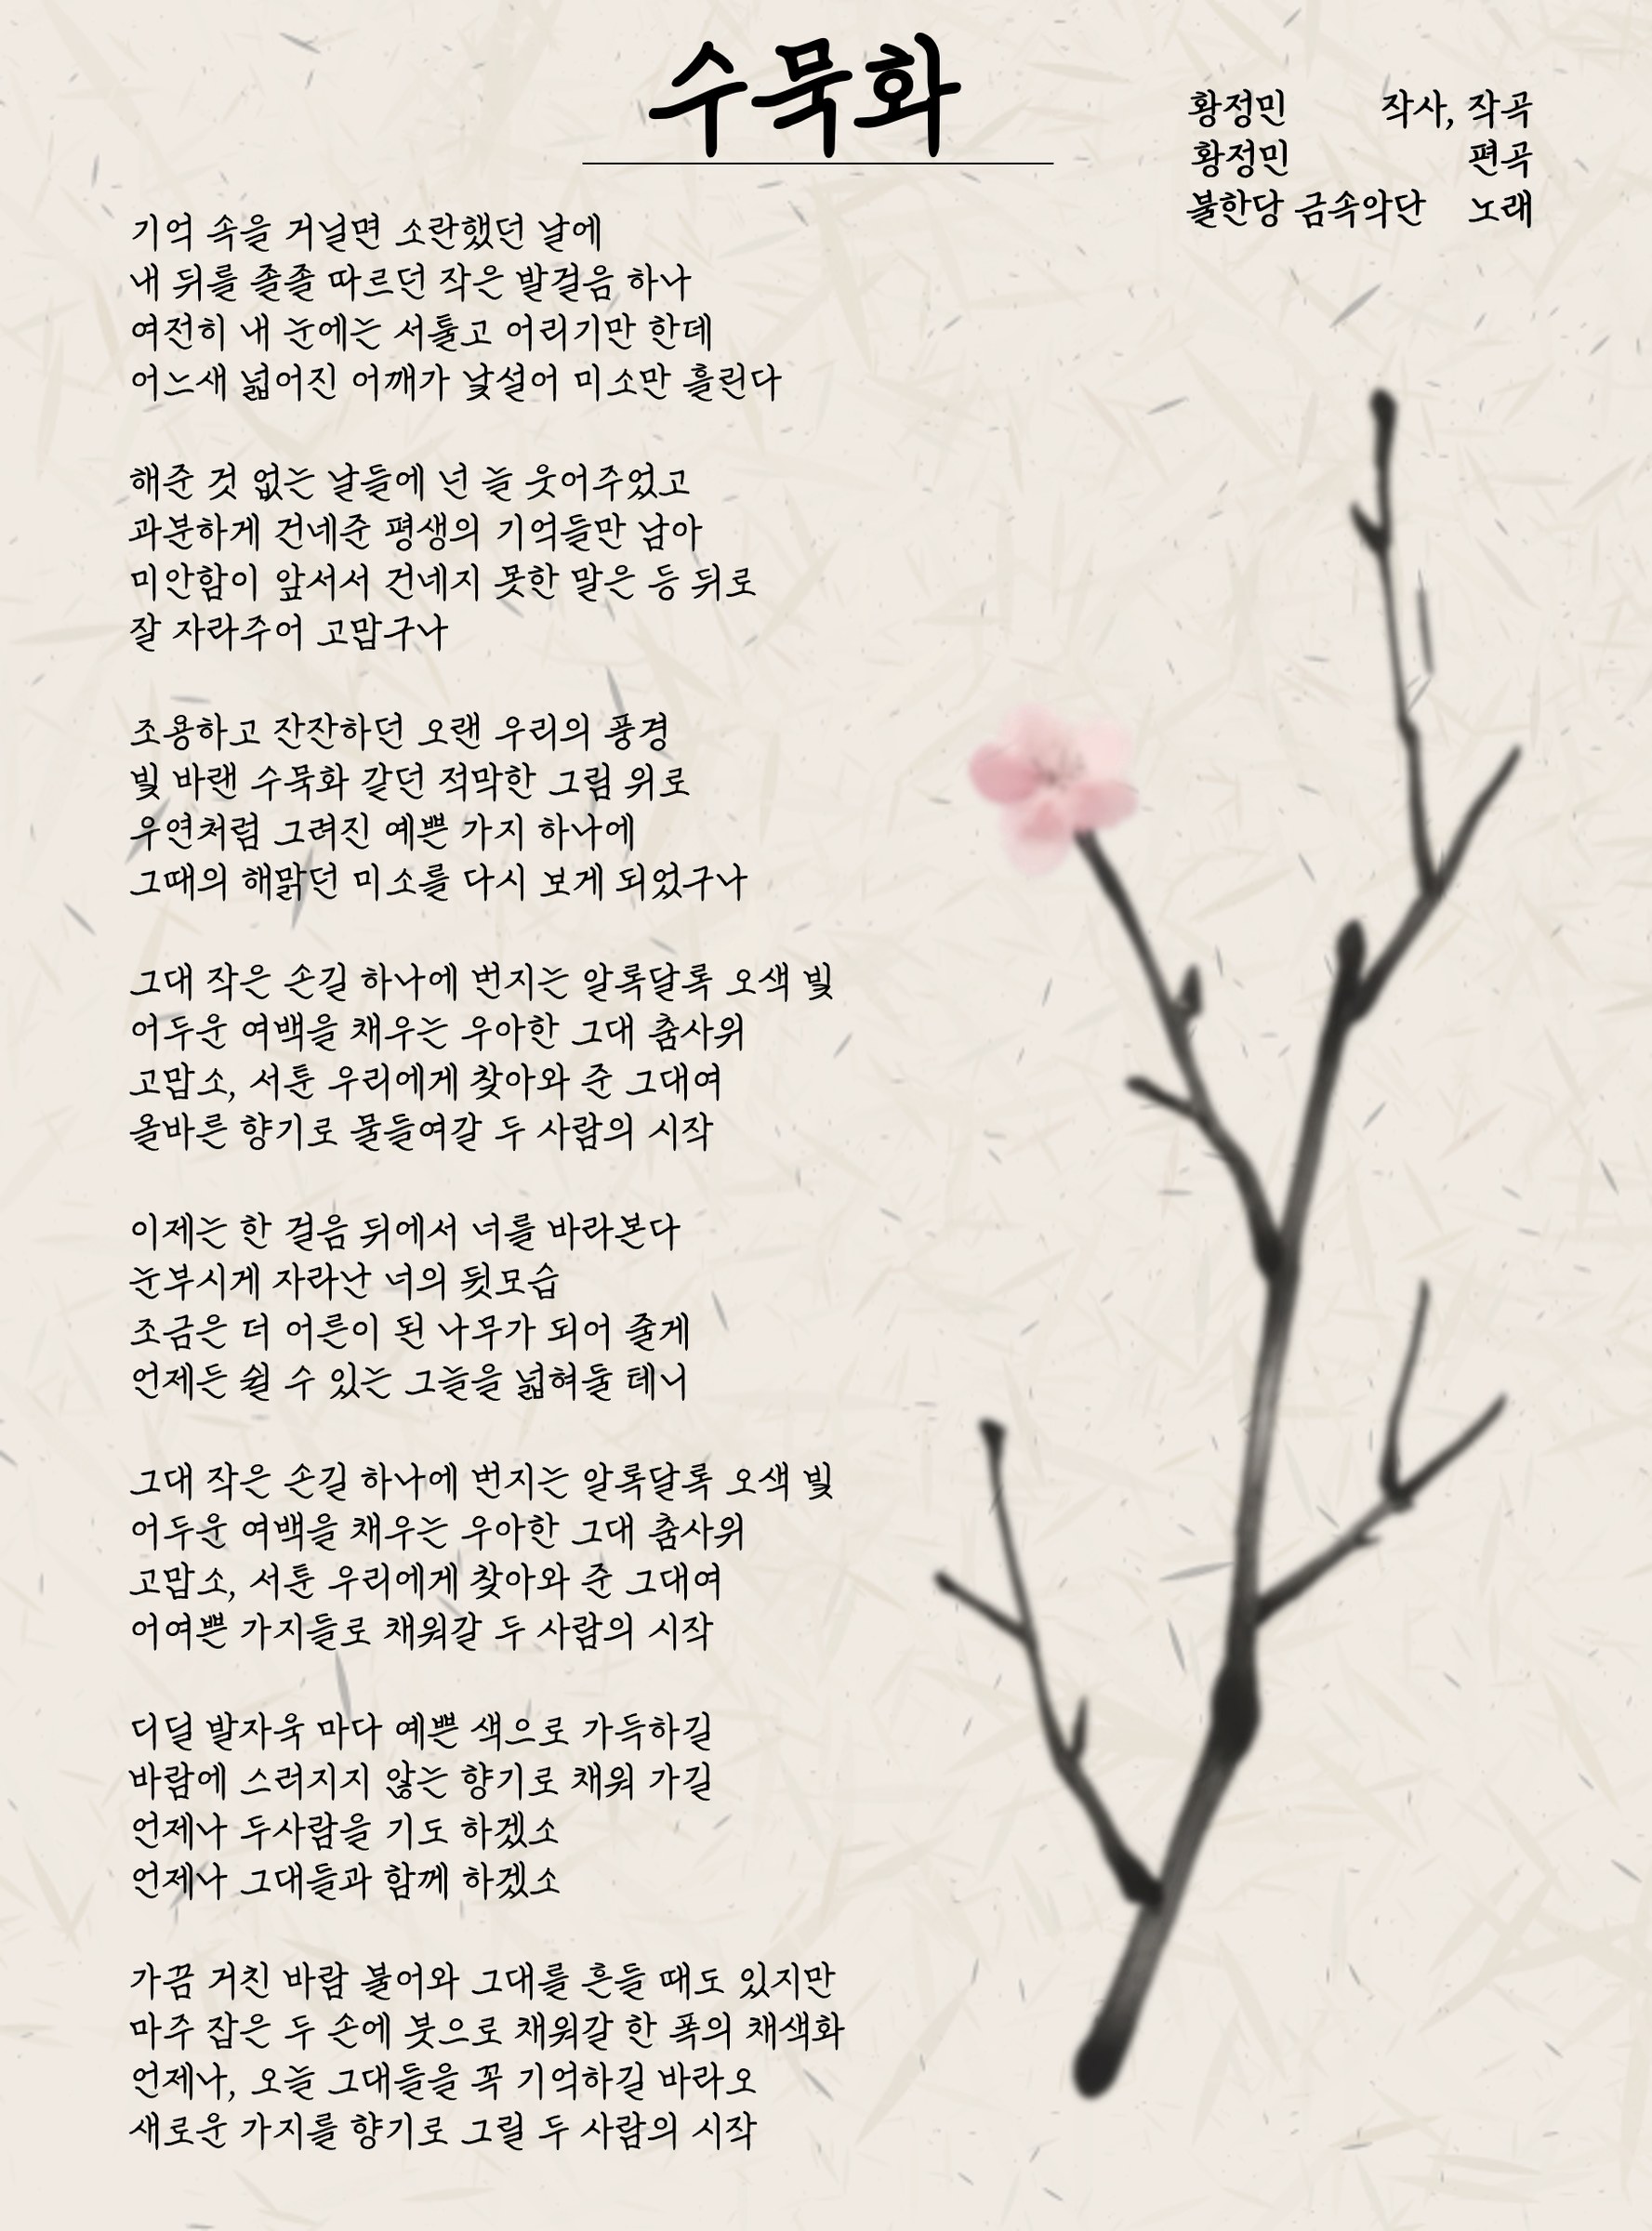 수묵화
황정민 작사, 작곡
황정민 편곡
불한당 금속악단 노래
기억 속을 거닐면 소란했던 날에
내 뒤를 졸졸 따르던 작은 발걸음 하나
여전히 내 눈에는 서툴고 어리기만 한데
어느새 넓어진 어깨가 낯설어 미소만 흘린다
해준 것 없는 날들에 넌 늘 웃어주었고
과분하게 건네준 평생의 기억들만 남아
미안함이 앞서서 건네지 못한 말은 등 뒤로
잘 자라주어 고맙구나
조용하고 잔잔하던 오랜 우리의 풍경
빛 바랜 수묵화 같던 적막한 그림 위로
우연처럼 그려진 예쁜 가지 하나에
그때의 해맑던 미소를 다시 보게 되었구나
그대 작은 손길 하나에 번지는 알록달록 오색 빛
어두운 여백을 채우는 우아한 그대 춤사위
고맙소, 서툰 우리에게 찾아와 준 그대여
올바른 향기로 물들여갈 두 사람의 시작
이제는 한 걸음 뒤에서 너를 바라본다
눈부시게 자라난 너의 뒷모습
조금은 더 어른이 된 나무가 되어 줄게
언제든 쉴 수 있는 그늘을 넓혀둘 테니
그대 작은 손길 하나에 번지는 알록달록 오색 빛
어두운 여백을 채우는 우아한 그대 춤사위
고맙소, 서툰 우리에게 찾아와 준 그대여
어여쁜 가지들로 채워갈 두 사람의 시작
디딜 발자욱 마다 예쁜 색으로 가득하길
바람에 스러지지 않는 향기로 채워 가길
언제나 두사람을 기도 하겠소
언제나 그대들과 함께 하겠소
가끔 거친 바람 불어와 그대를 흔들 때도 있지만
마주 잡은 두 손에 붓으로 채워갈 한 폭의 채색화
언제나, 오늘 그대들을 꼭 기억하길 바라오
새로운 가지를 향기로 그릴 두 사람의 시작